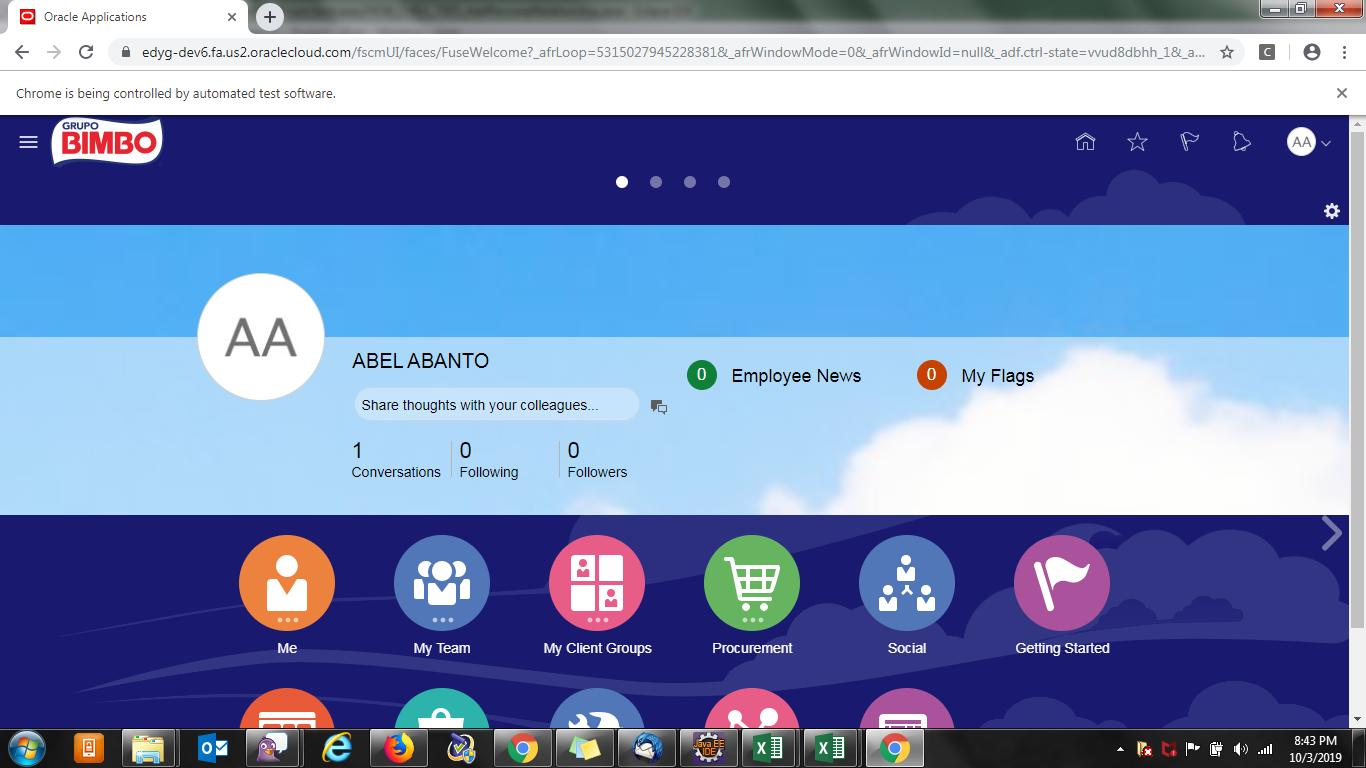 Oracle Applications
edyg-dev6.fa.us2.oraclecloud.com/fscmUI/faces/FuseWelcome?_afrLoop=5315027945228381&_afrWindowMode=0&_afrWindowId=null&_adf.ctrl-state=vvud8dbhh_1&_a...
C
Chrome is being controlled by automated test software.
GRUPO
BIMBO
AA
AA
ABEL ABANTO
Share thoughts with your colleagues...
1
Conversations
0
Following
0
Followers
0 Employee News
0 My Flags
Me
My Team
My Client Groups
Procurement
Social
Getting Started
Java EE
IDE
8:43 PM
10/3/2019